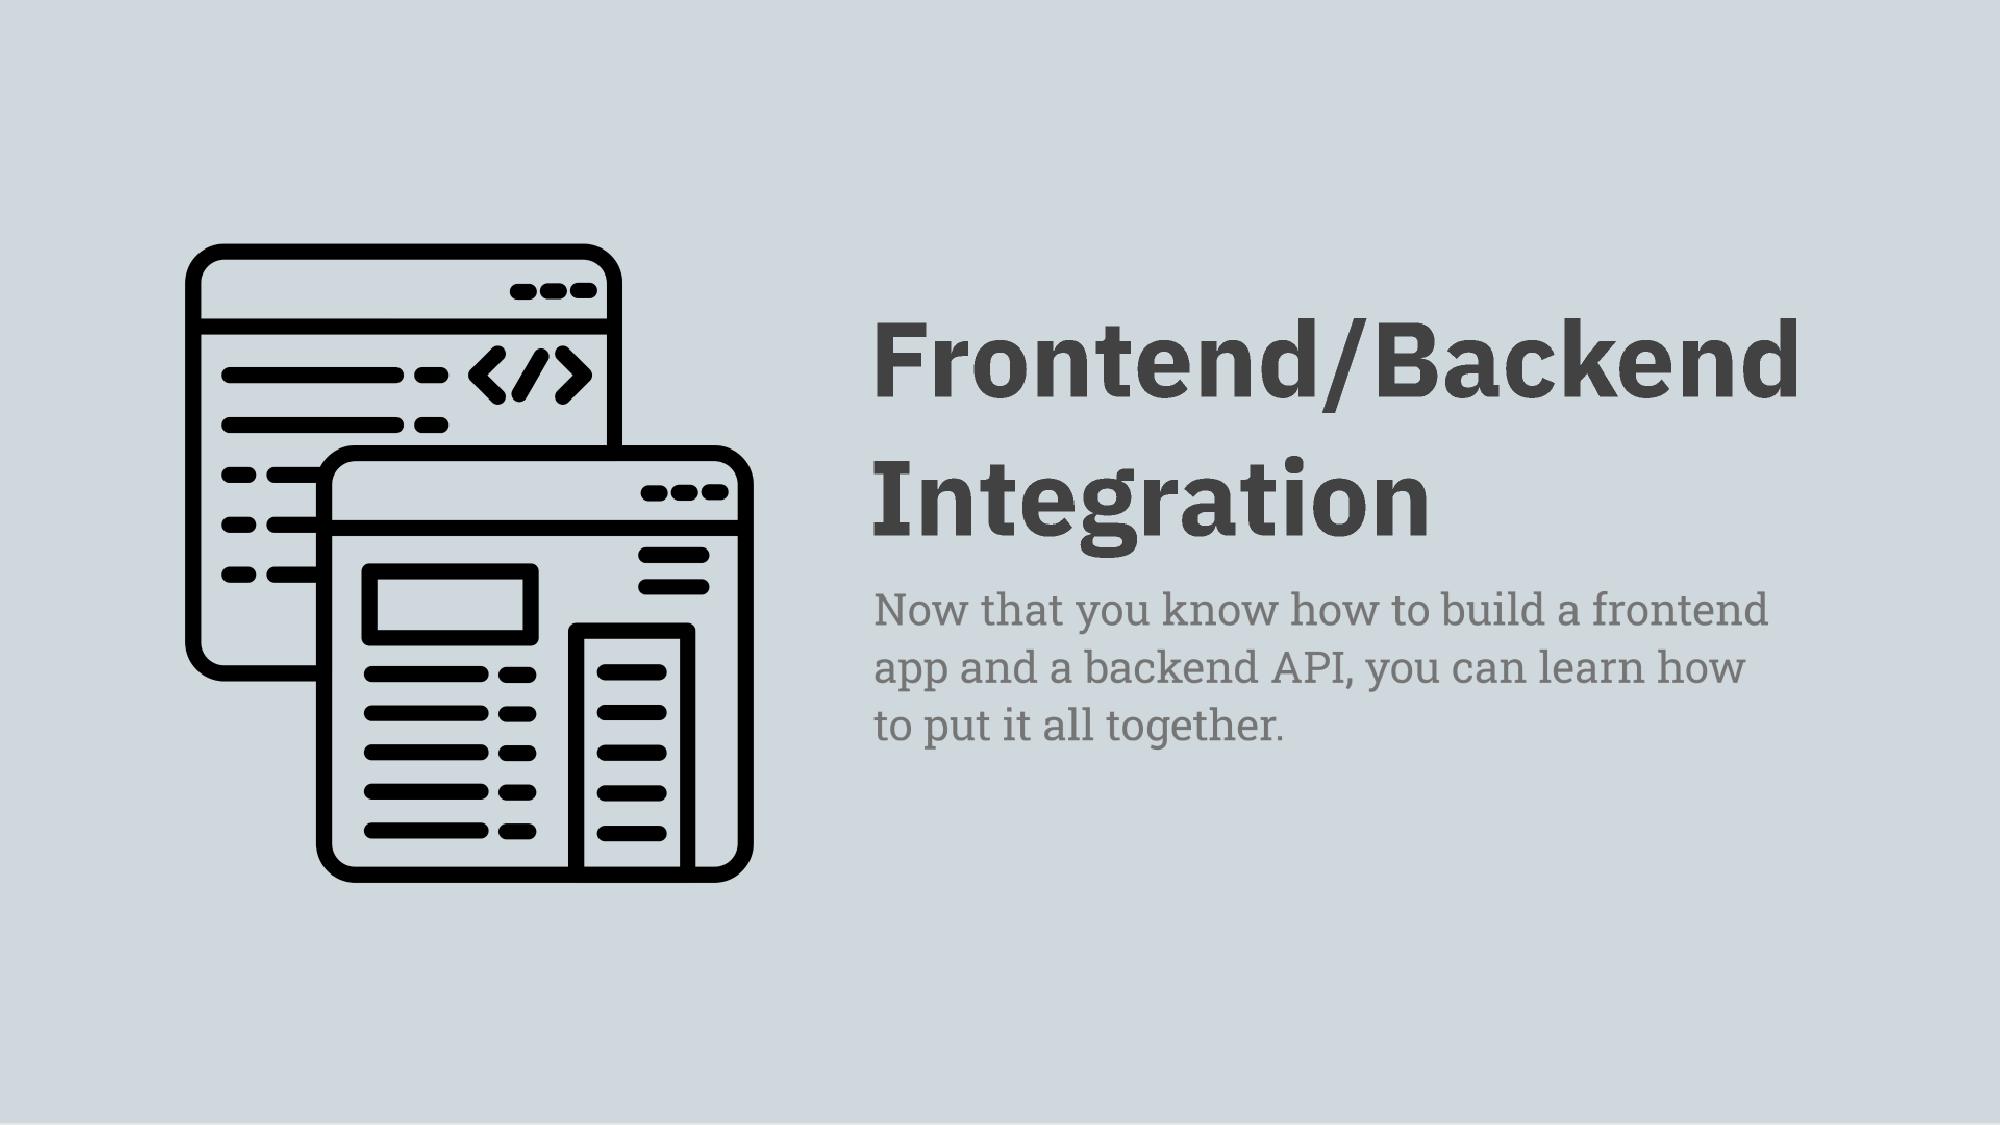 </>
Frontend/Backend
Integration
Now that you know how to build a frontend
app and a backend API, you can learn how
to put it all together.